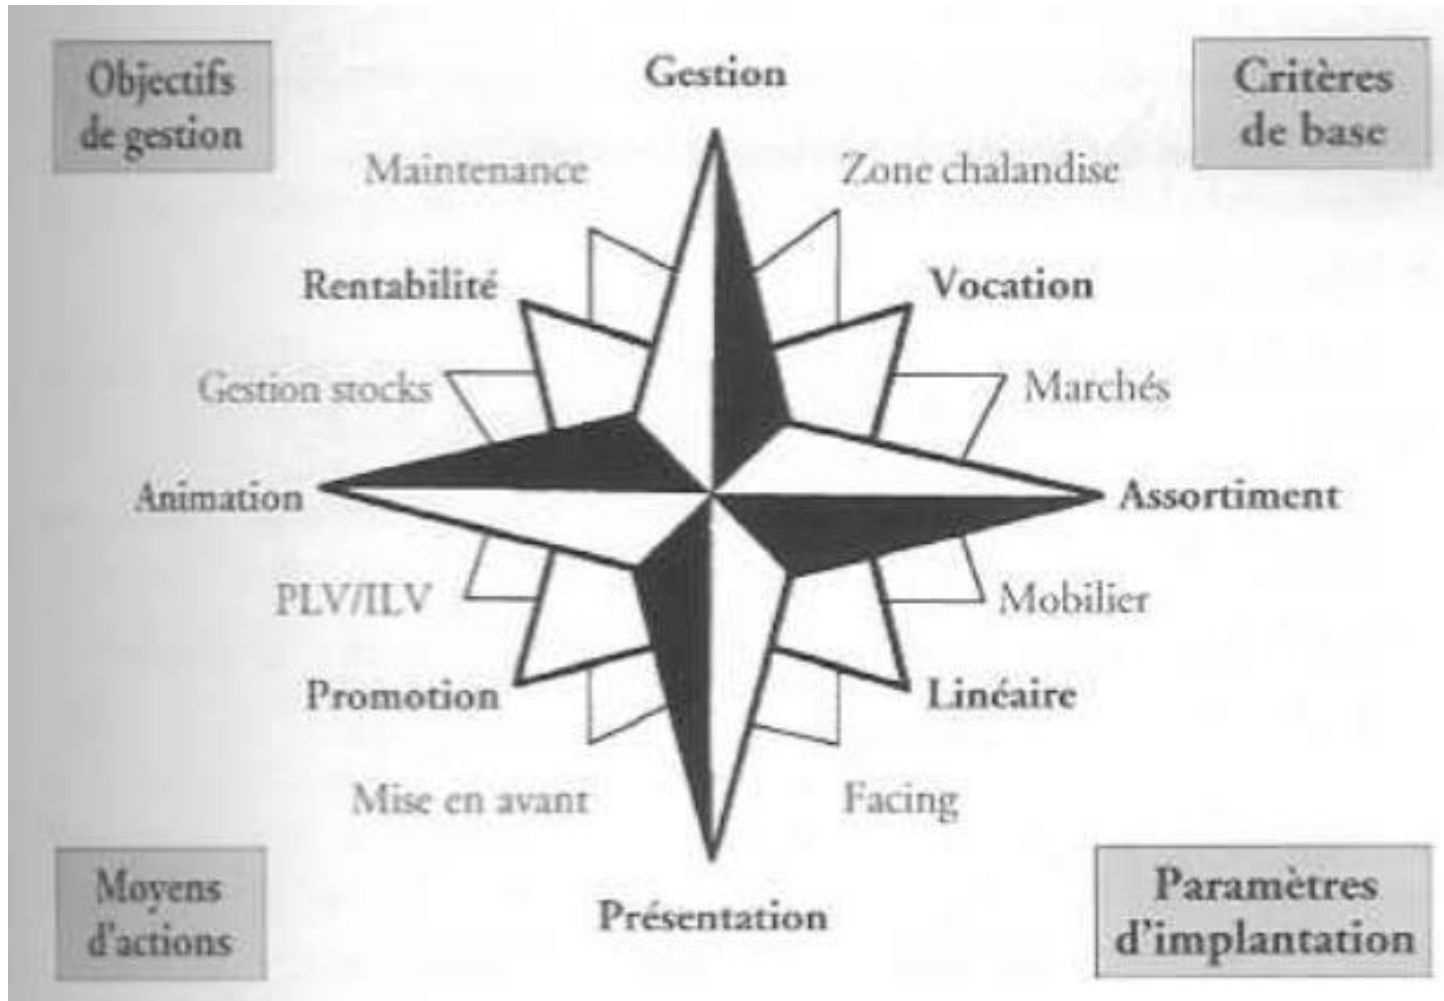 Objectifs
de gestion
Gestion
Critères
de base
Maintenance
Zone chalandise
Rentabilité
Vocation
Gestion stocks
Marchés
Animation
Assortiment
PLV/ILV
Mobilier
Promotion
Linéaire
Mise en avant
Facing
Moyens
d'actions
Présentation
Paramètres
d'implantation